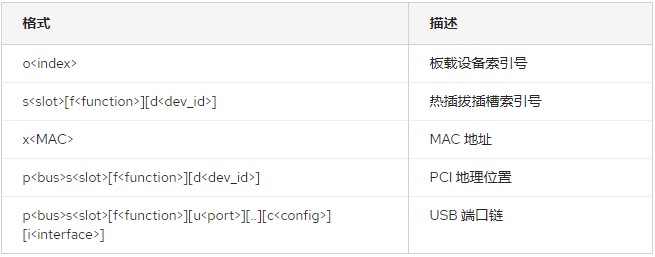 格式 描述
o<index> 板载设备索引号
s<slot>[f<function>][d<dev_id>] 热插拔插槽索引号
x<MAC> MAC 地址
p<bus>s<slot>[f<function>][d<dev_id>] PCI 地理位置
p<bus>s<slot>[f<function>][u<port>][..][c<config>] USB 端口链
[i<interface>]